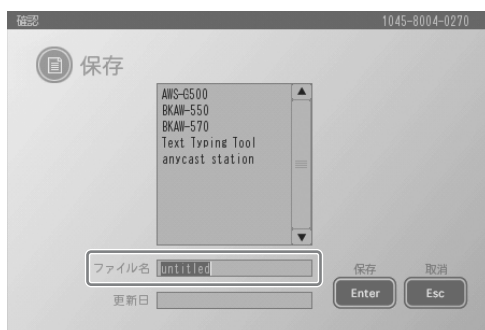 確認 1045-8004-0270
保存
AWS-G500
BKAW-550
BKAW-570
Text Typing Tool
anycast station
ファイル名 untitled
更新日
保存 取消
Enter Esc